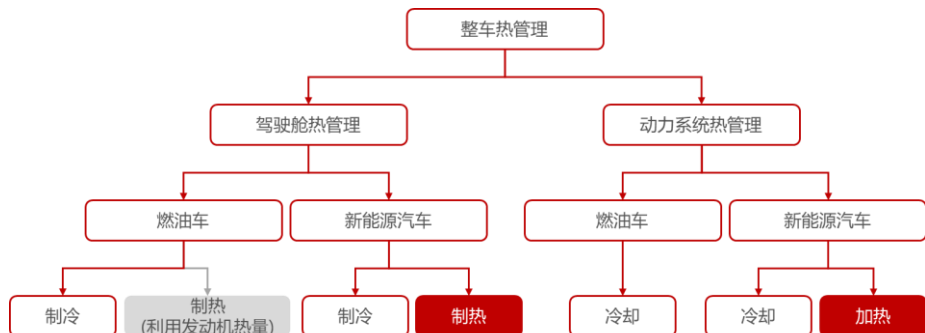 整车热管理
驾驶舱热管理
动力系统热管理
燃油车
新能源汽车
燃油车
新能源汽车
制冷
制热
(利用发动机热量)
制冷
制热
冷却
冷却
加热